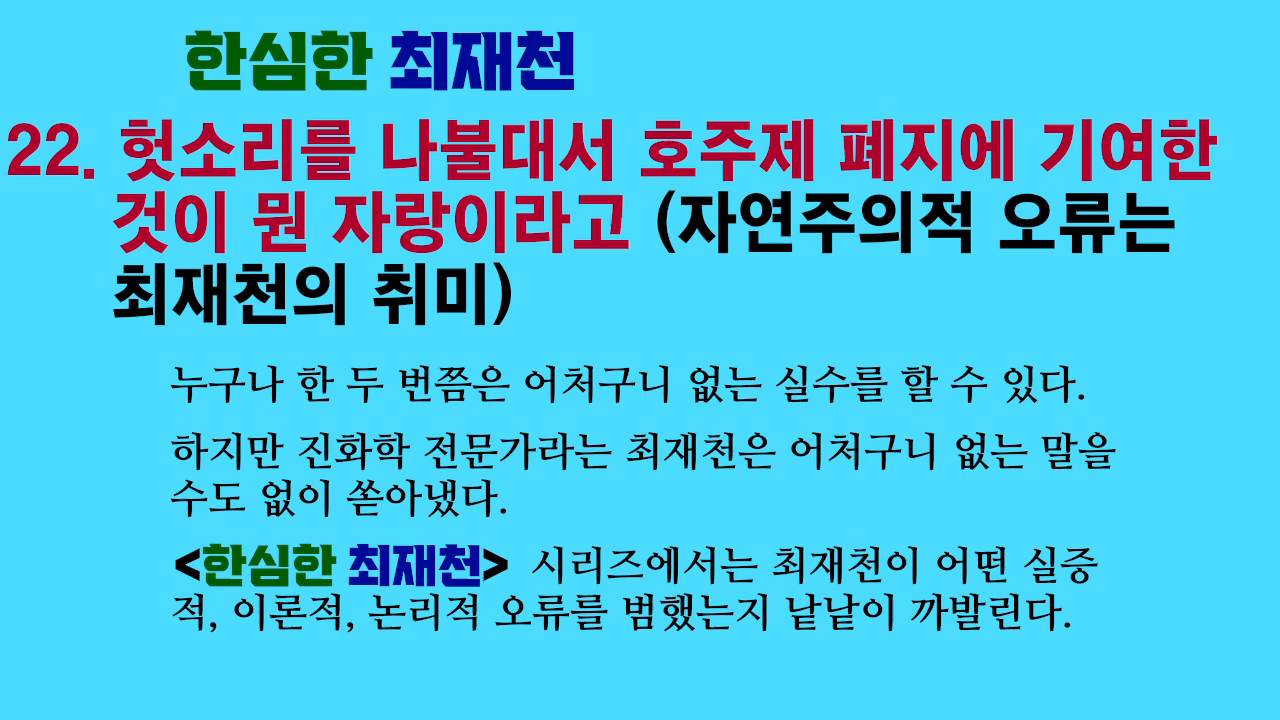 한심한 최재천
22. 헛소리를 나불대서 호주제 폐지에 기여한
것이 뭔 자랑이라고 (자연주의적 오류는
최재천의 취미)
누구나 한 두 번쯤은 어처구니 없는 실수를 할 수 있다.
하지만 진화학 전문가라는 최재천은 어처구니 없는 말을
수도 없이 쏟아냈다.
<한심한 최재천> 시리즈에서는 최재천이 어떤 실증
적, 이론적, 논리적 오류를 범했는지 낱낱이 까발린다.